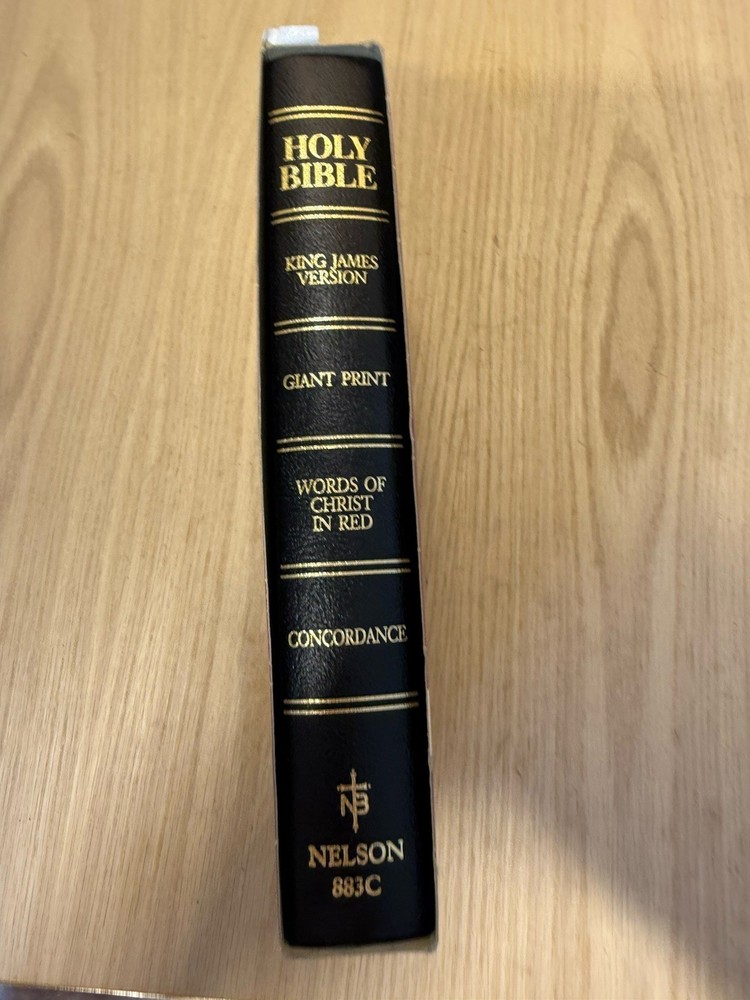 HOLY
BIBLE
KING JAMES
VERSION
GIANT PRINT
WORDS OF
CHRIST
IN RED
CONCORDANCE
NB
NELSON
883C